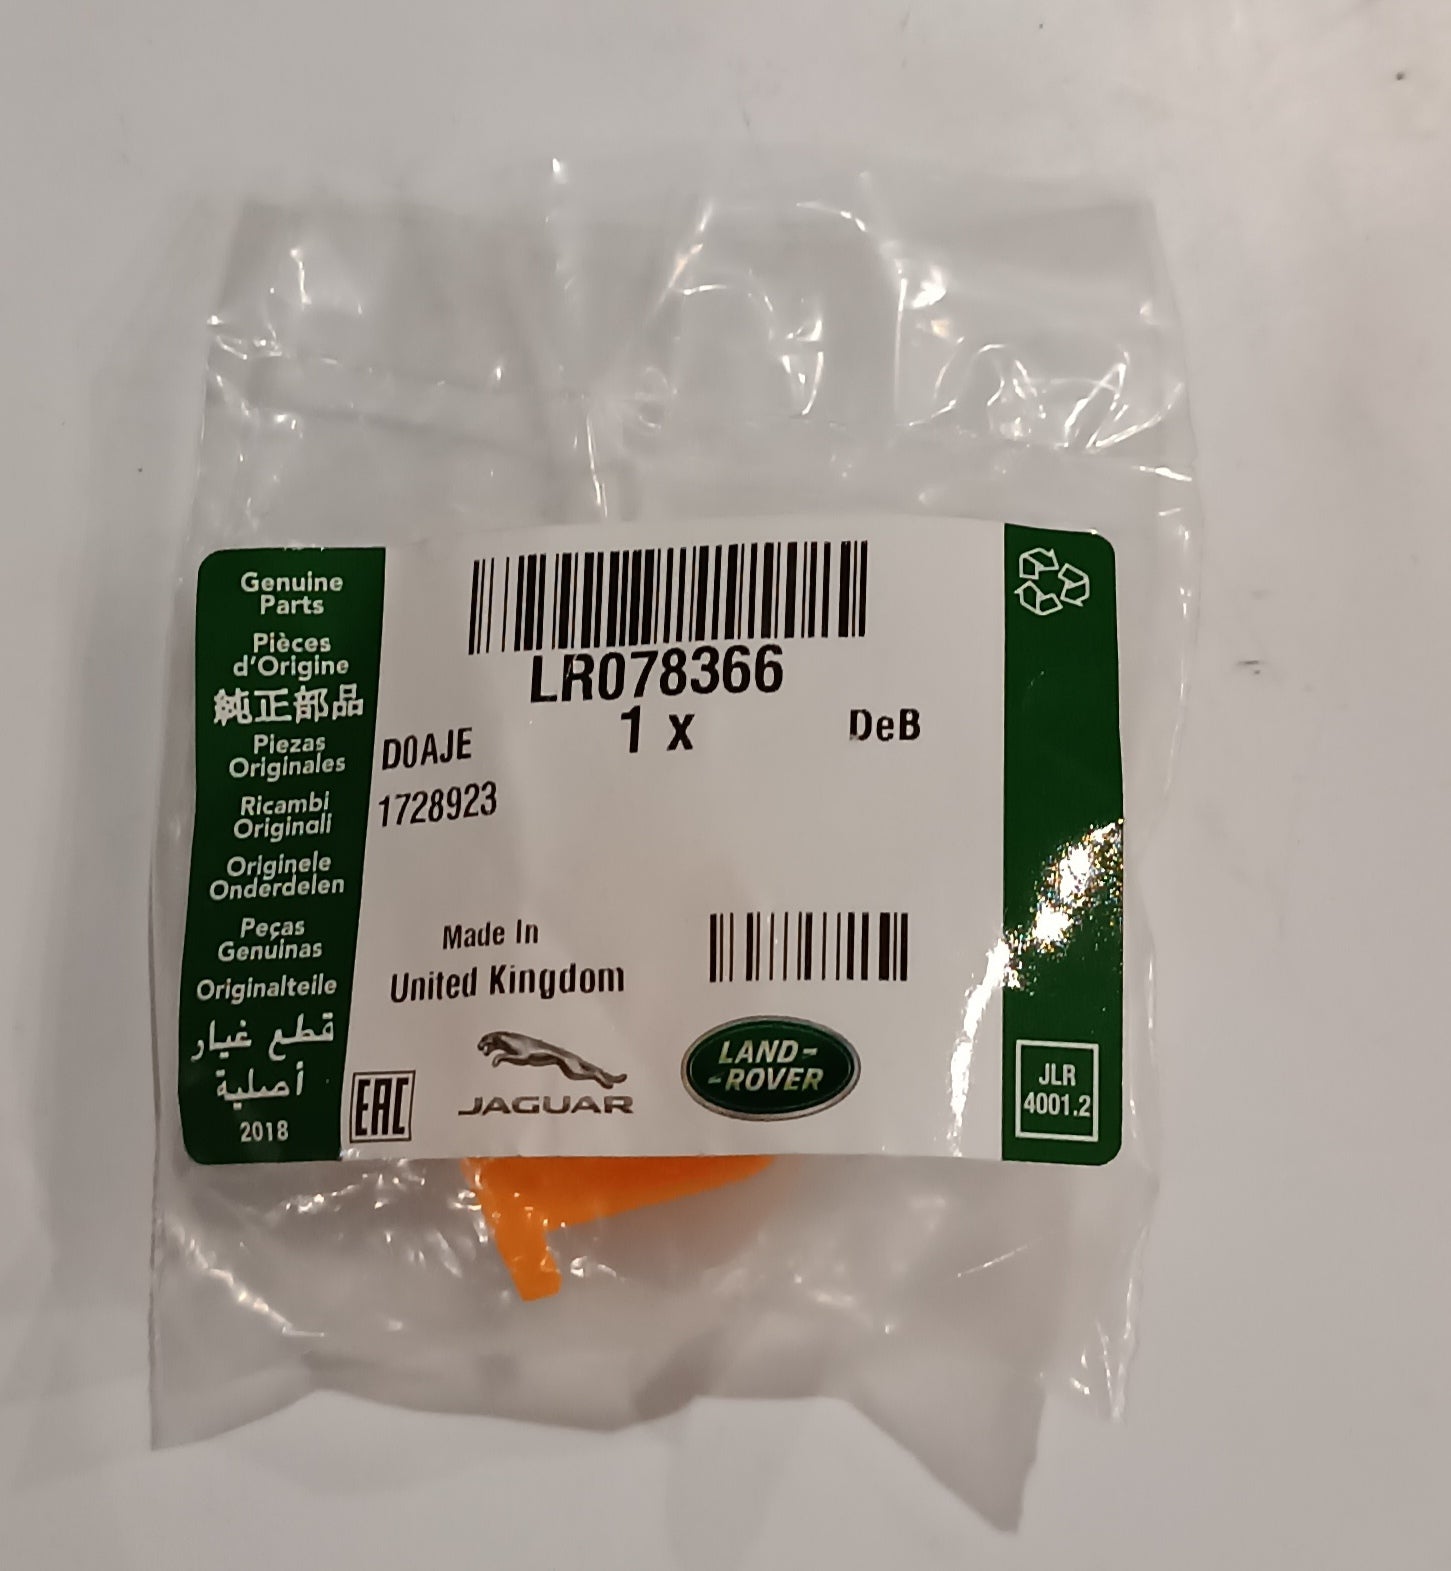 Genuine
Parts
Pièces
d'Origine
純正部品
Piezas
Originales
Ricambi
Originali
Originele
Onderdelen
Peças
Genuinas
Originalteile
قطع غيار
أصلية
2018
LR078366
1 x
DeB
D0AJE
1728923
Made In
United Kingdom
EAC
JAGUAR
LAND-
-ROVER
JLR
4001.2